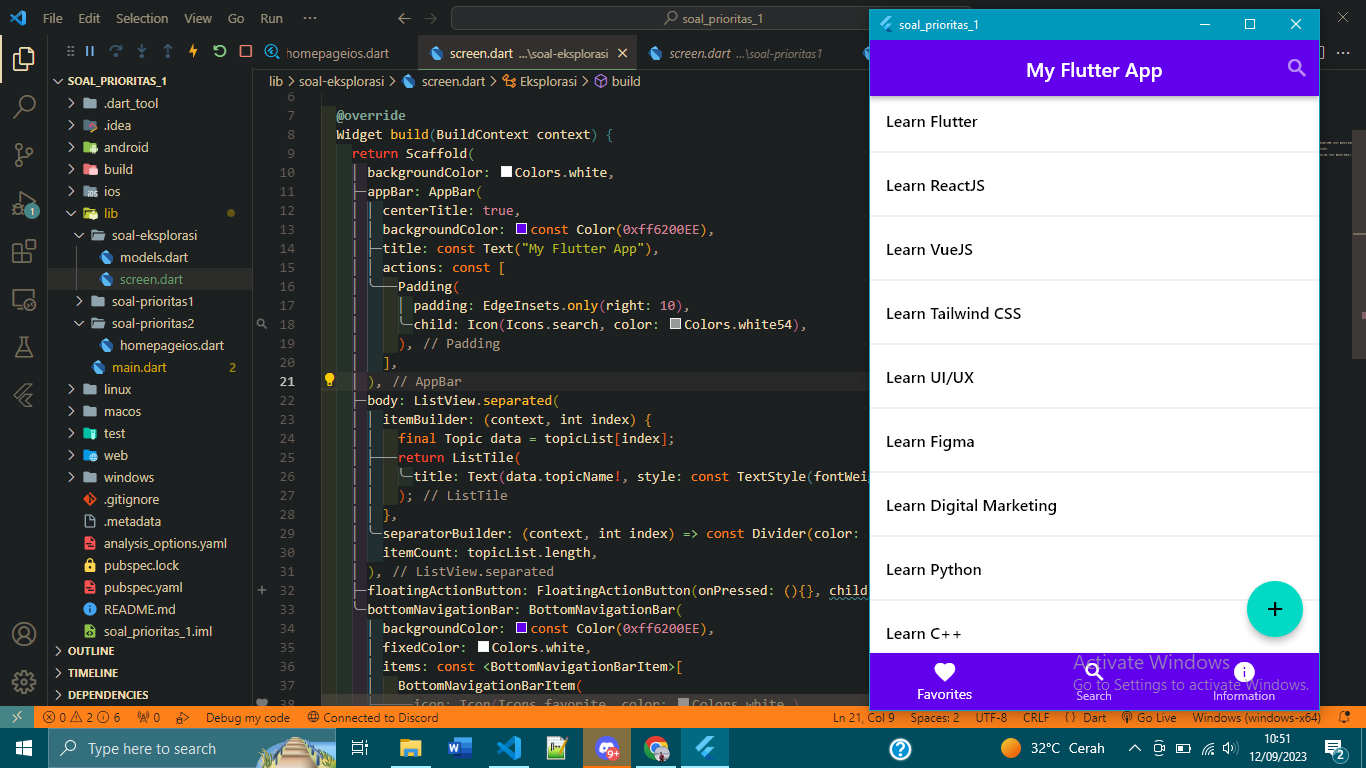 File Edit Selection View Go Run ···
soal_prioritas_1
homepageios.dart
screen.dart ...\soal-eksplorasi
screen.dart ...\soal-prioritas1
SOAL_PRIORITAS_1
.dart_tool
.idea
android
build
ios
lib
soal-eksplorasi
models.dart
screen.dart
soal-prioritas1
soal-prioritas2
homepageios.dart
main.dart 2
linux
macos
test
web
windows
.gitignore
.metadata
analysis_options.yaml
pubspec.lock
pubspec.yaml
README.md
soal_prioritas_1.iml
OUTLINE
TIMELINE
DEPENDENCIES
1
lib > soal-eksplorasi > screen.dart > Eksplorasi > build
6
7 @override
8 Widget build(BuildContext context) {
9 return Scaffold(
10 backgroundColor: Colors.white,
11 appBar: AppBar(
12 centerTitle: true,
13 backgroundColor: const Color(0xff6200EE),
14 title: const Text("My Flutter App"),
15 actions: const [
16 Padding(
17 padding: EdgeInsets.only(right: 10),
18 child: Icon(Icons.search, color: Colors.white54),
19 ), // Padding
20 ],
21 ), // AppBar
22 body: ListView.separated(
23 itemBuilder: (context, int index) {
24 final Topic data = topicList[index];
25 return ListTile(
26 title: Text(data.topicName!, style: const TextStyle(fontWei
27 ); // ListTile
28 },
29 separatorBuilder: (context, int index) => const Divider(color:
30 itemCount: topicList.length,
31 ), // ListView.separated
32 floatingActionButton: FloatingActionButton(onPressed: (){}, child
33 bottomNavigationBar: BottomNavigationBar(
34 backgroundColor: const Color(0xff6200EE),
35 fixedColor: Colors.white,
36 items: const <BottomNavigationBarItem>[
37 BottomNavigationBarItem(
icon: Icon(Icons.favorite, color: Colors.white,)
soal_prioritas_1
My Flutter App
Learn Flutter
Learn ReactJS
Learn VueJS
Learn Tailwind CSS
Learn UI/UX
Learn Figma
Learn Digital Marketing
Learn Python
Learn C++
+
Favorites
Search
Information
Activate Windows
Go to Settings to activate Windows.
0 2 6 0 Debug my code Connected to Discord Ln 21, Col 9 Spaces: 2 UTF-8 CRLF {} Dart Go Live Windows (windows-x64)
Type here to search
9+
32°C Cerah
10:51
12/09/2023
2